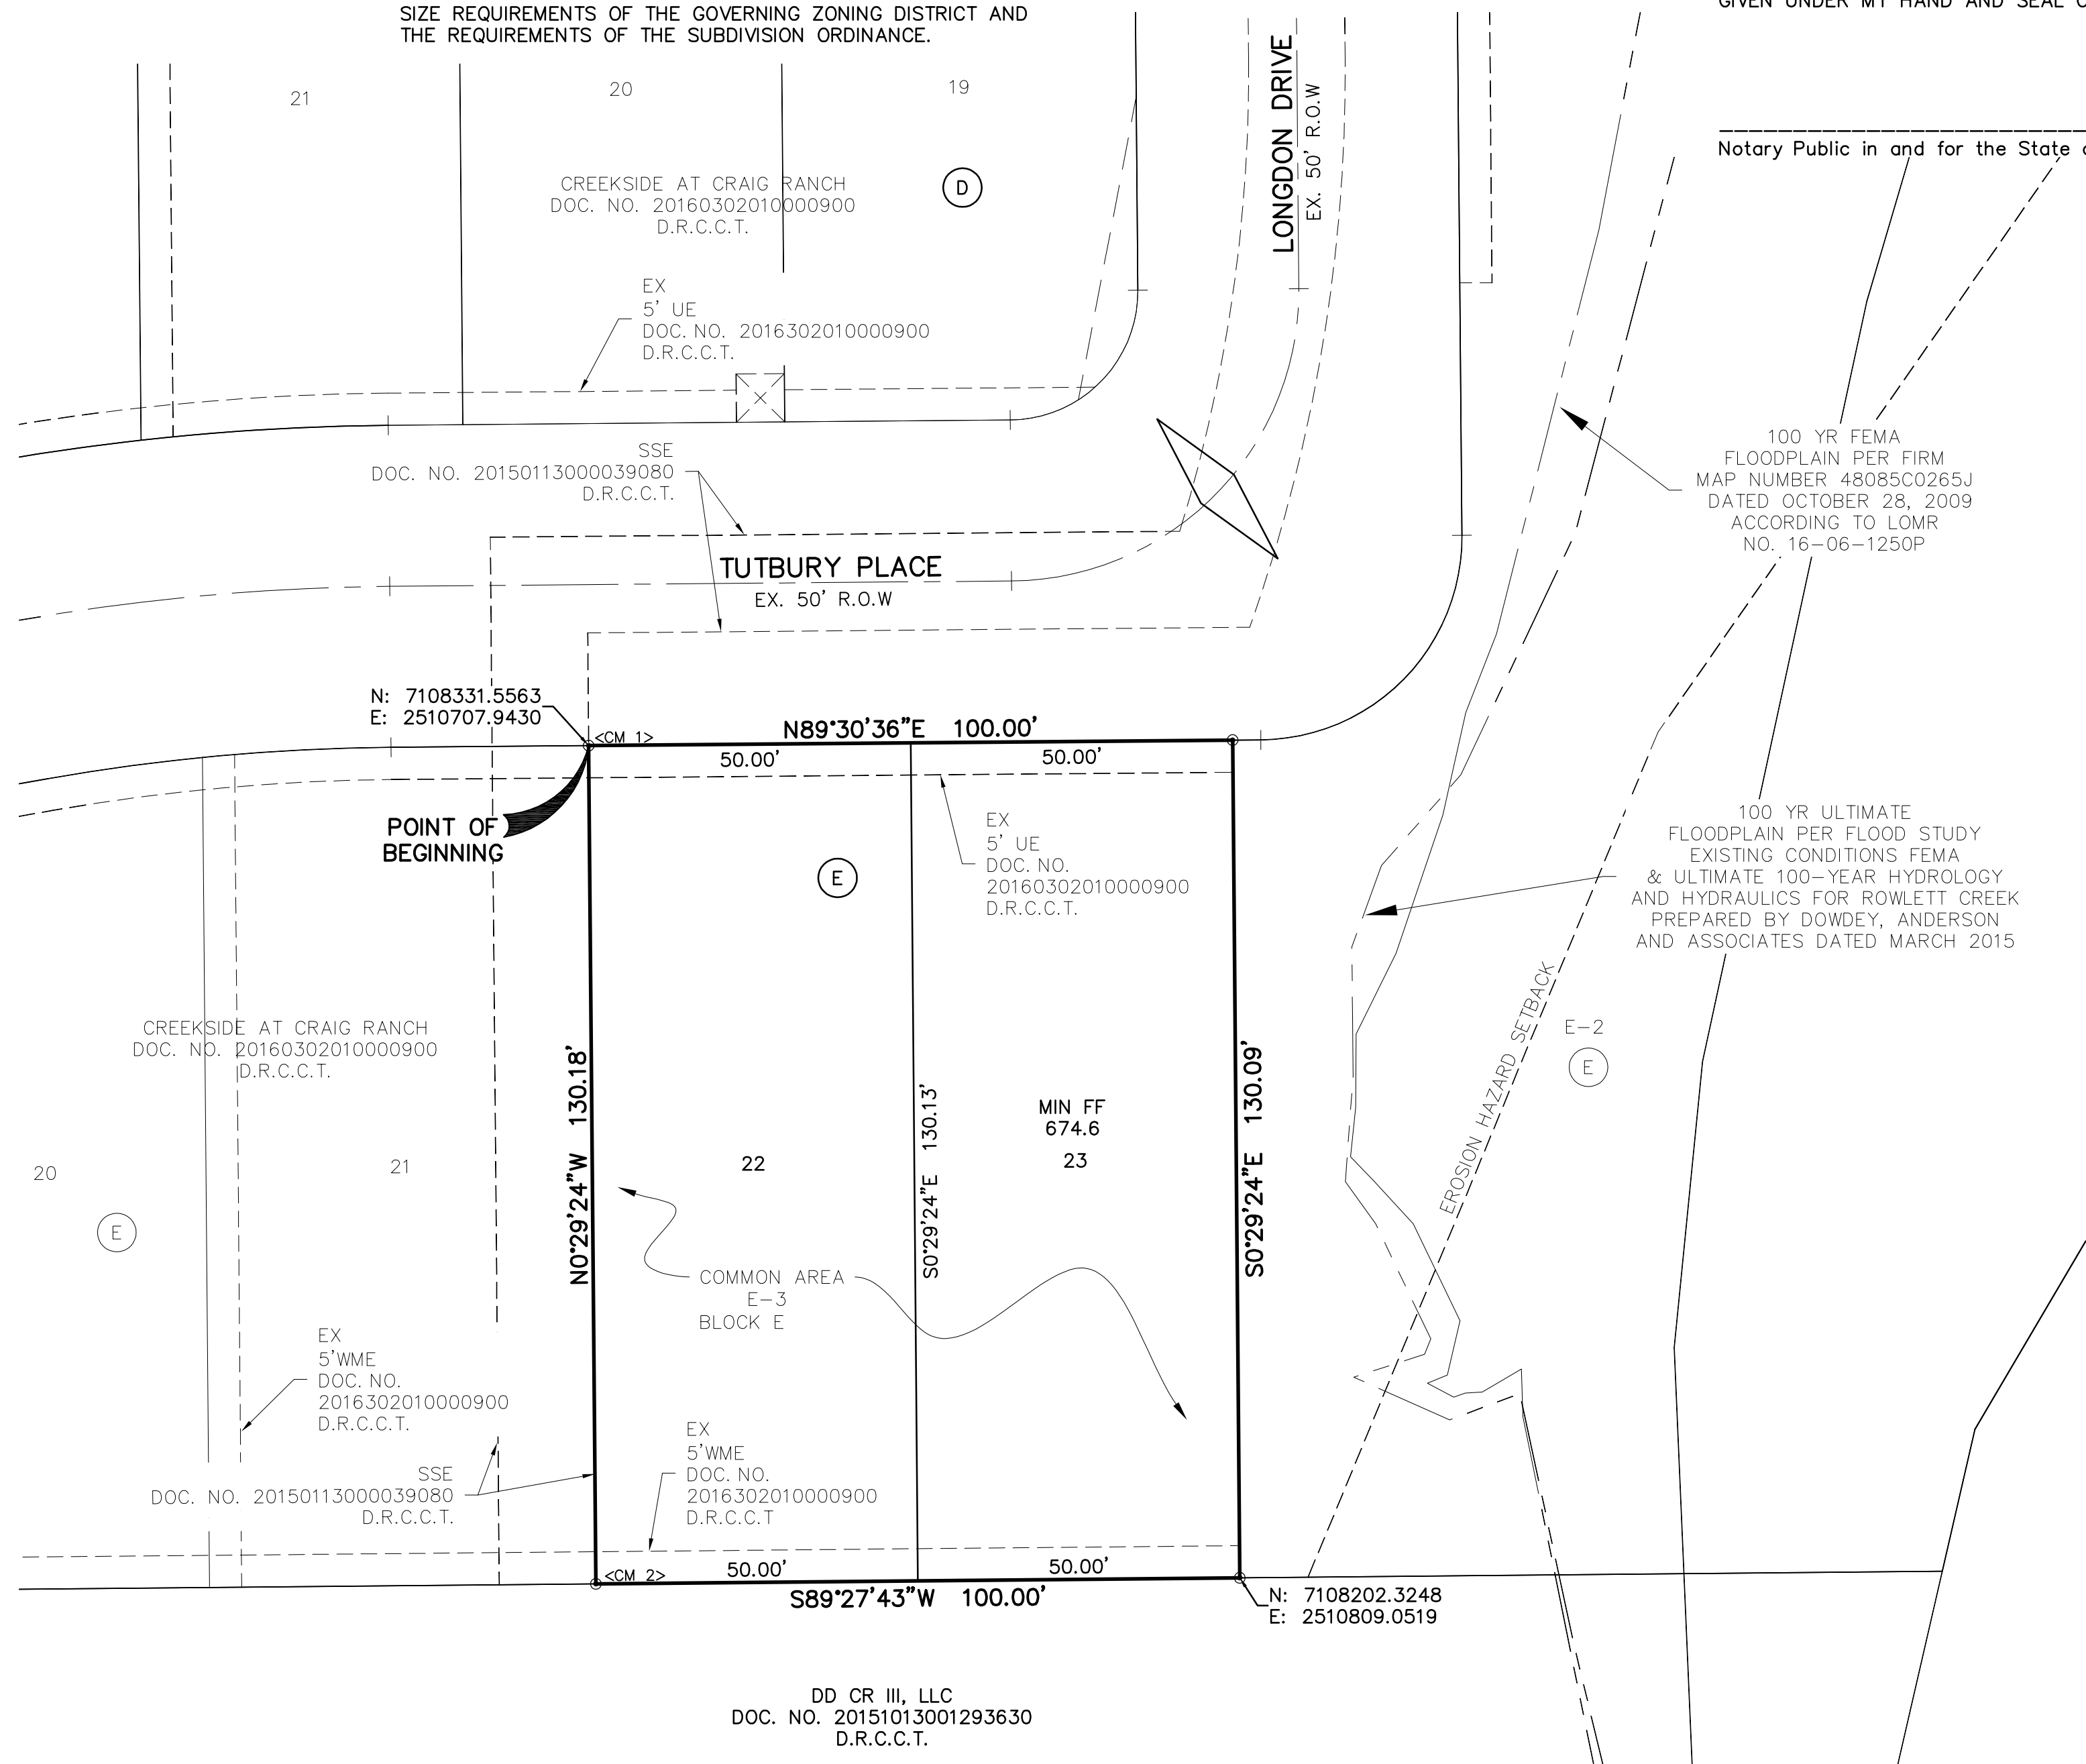 SIZE REQUIREMENTS OF THE GOVERNING ZONING DISTRICT AND
THE REQUIREMENTS OF THE SUBDIVISION ORDINANCE.
GIVEN UNDER MY HAND AND SEAL
Notary Public in and for the State
21
20
19
CREEKSIDE AT CRAIG RANCH
DOC. NO. 20160302010000900
D.R.C.C.T.
D
LONGDON DRIVE
EX. 50' R.O.W
EX
5' UE
DOC. NO. 2016302010000900
D.R.C.C.T.
SSE
DOC. NO. 20150113000039080
D.R.C.C.T.
TUTBURY PLACE
EX. 50' R.O.W
100 YR FEMA
FLOODPLAIN PER FIRM
MAP NUMBER 48085C0265J
DATED OCTOBER 28, 2009
ACCORDING TO LOMR
NO. 16-06-1250P
N: 7108331.5563
E: 2510707.9430
<CM 1>
N89°30'36"E 100.00'
50.00'
50.00'
POINT OF
BEGINNING
E
EX
5' UE
DOC. NO.
20160302010000900
D.R.C.C.T.
100 YR ULTIMATE
FLOODPLAIN PER FLOOD STUDY
EXISTING CONDITIONS FEMA
& ULTIMATE 100-YEAR HYDROLOGY
AND HYDRAULICS FOR ROWLETT CREEK
PREPARED BY DOWDEY, ANDERSON
AND ASSOCIATES DATED MARCH 2015
CREEKSIDE AT CRAIG RANCH
DOC. NO. 20160302010000900
D.R.C.C.T.
N0°29'24"W 130.18'
S0°29'24"E 130.13'
S0°29'24"E 130.09'
MIN FF
674.6
22
23
EROSION HAZARD SETBACK
E-2
E
20
21
E
COMMON AREA
E-3
BLOCK E
EX
5'WME
DOC. NO.
2016302010000900
D.R.C.C.T.
SSE
DOC. NO. 20150113000039080
D.R.C.C.T.
EX
5'WME
DOC. NO.
2016302010000900
D.R.C.C.T
<CM 2>
50.00'
50.00'
S89°27'43"W 100.00'
N: 7108202.3248
E: 2510809.0519
DD CR III, LLC
DOC. NO. 20151013001293630
D.R.C.C.T.